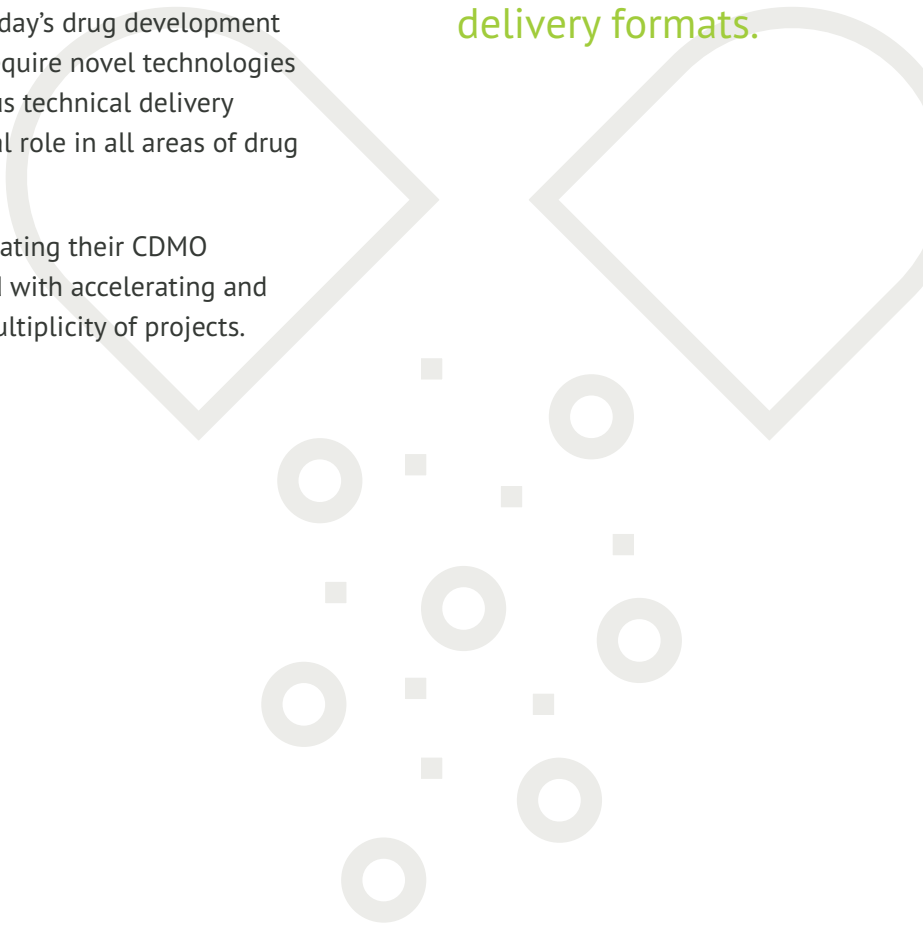 day’s drug development
quire novel technologies
us technical delivery
al role in all areas of drug
ating their CDMO
d with accelerating and
ultiplicity of projects.
delivery formats.